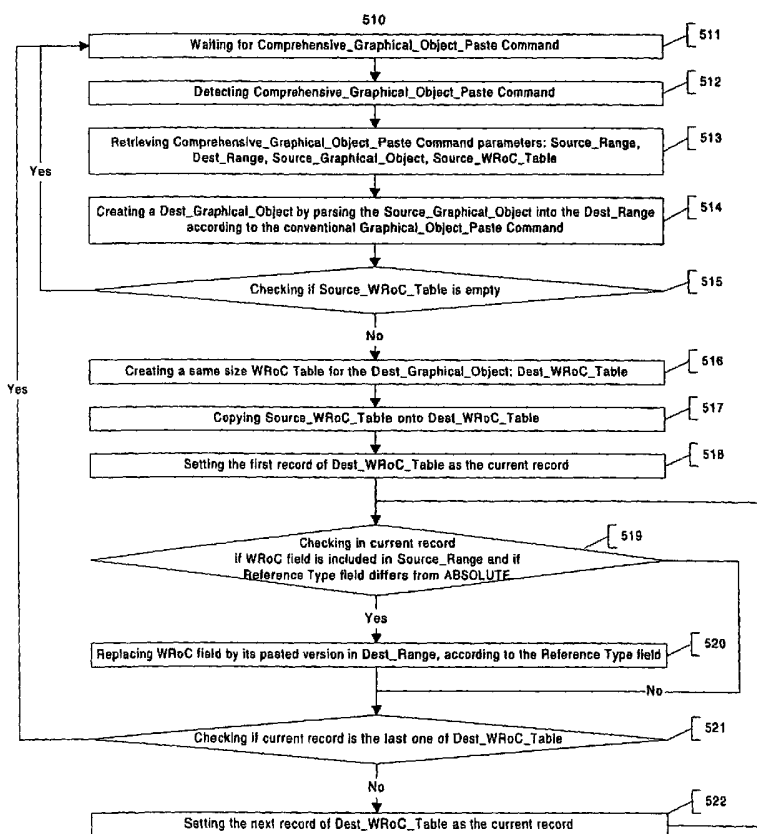 510
Waiting for Comprehensive_Graphical_Object_Paste Command
511
Detecting Comprehensive_Graphical_Object_Paste Command
512
Retrieving Comprehensive_Graphical_Object_Paste Command parameters: Source_Range,
Dest_Range, Source_Graphical_Object, Source_WRoC_Table
513
Yes
Creating a Dest_Graphical_Object by parsing the Source_Graphical_Object into the Dest_Range
according to the conventional Graphical_Object_Paste Command
514
Checking if Source_WRoC_Table is empty
515
No
Creating a same size WRoC Table for the Dest_Graphical_Object: Dest_WRoC_Table
516
Yes
Copying Source_WRoC_Table onto Dest_WRoC_Table
517
Setting the first record of Dest_WRoC_Table as the current record
518
Checking in current record
if WRoC field is included in Source_Range and if
Reference Type field differs from ABSOLUTE
519
Yes
Replacing WRoC field by its pasted version in Dest_Range, according to the Reference Type field
520
No
Checking if current record is the last one of Dest_WRoC_Table
521
No
Setting the next record of Dest_WRoC_Table as the current record
522